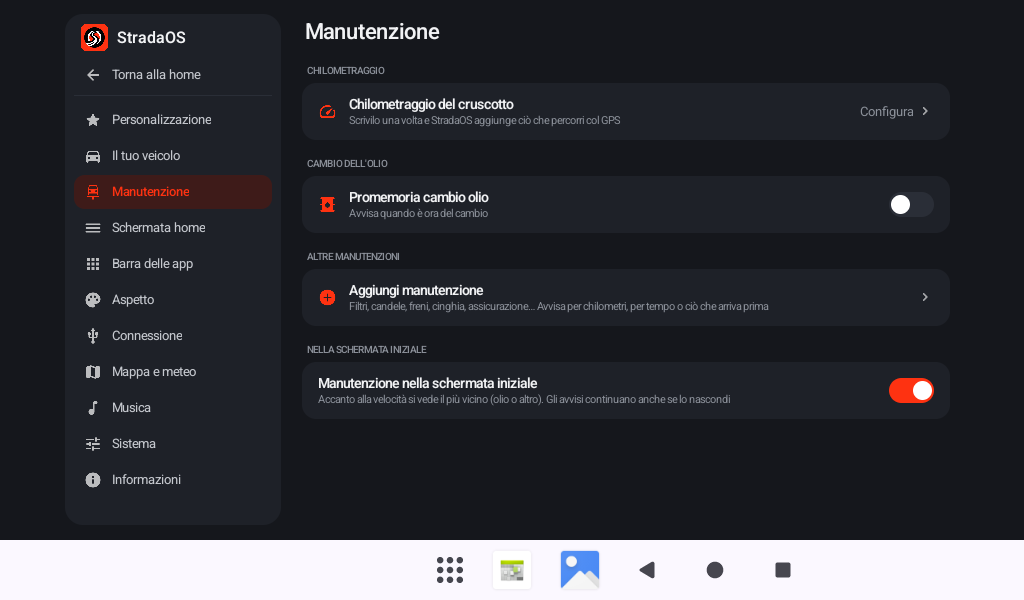 StradaOS
Torna alla home
Personalizzazione
Il tuo veicolo
Manutenzione
Schermata home
Barra delle app
Aspetto
Connessione
Mappa e meteo
Musica
Sistema
Informazioni
Manutenzione
CHILOMETRAGGIO
Chilometraggio del cruscotto
Scrivilo una volta e StradaOS aggiunge ciò che percorri col GPS
Configura
CAMBIO DELL'OLIO
Promemoria cambio olio
Avvisa quando è ora del cambio
ALTRE MANUTENZIONI
Aggiungi manutenzione
Filtri, candele, freni, cinghia, assicurazione... Avvisa per chilometri, per tempo o ciò che arriva prima
NELLA SCHERMATA INIZIALE
Manutenzione nella schermata iniziale
Accanto alla velocità si vede il più vicino (olio o altro). Gli avvisi continuano anche se lo nascondi